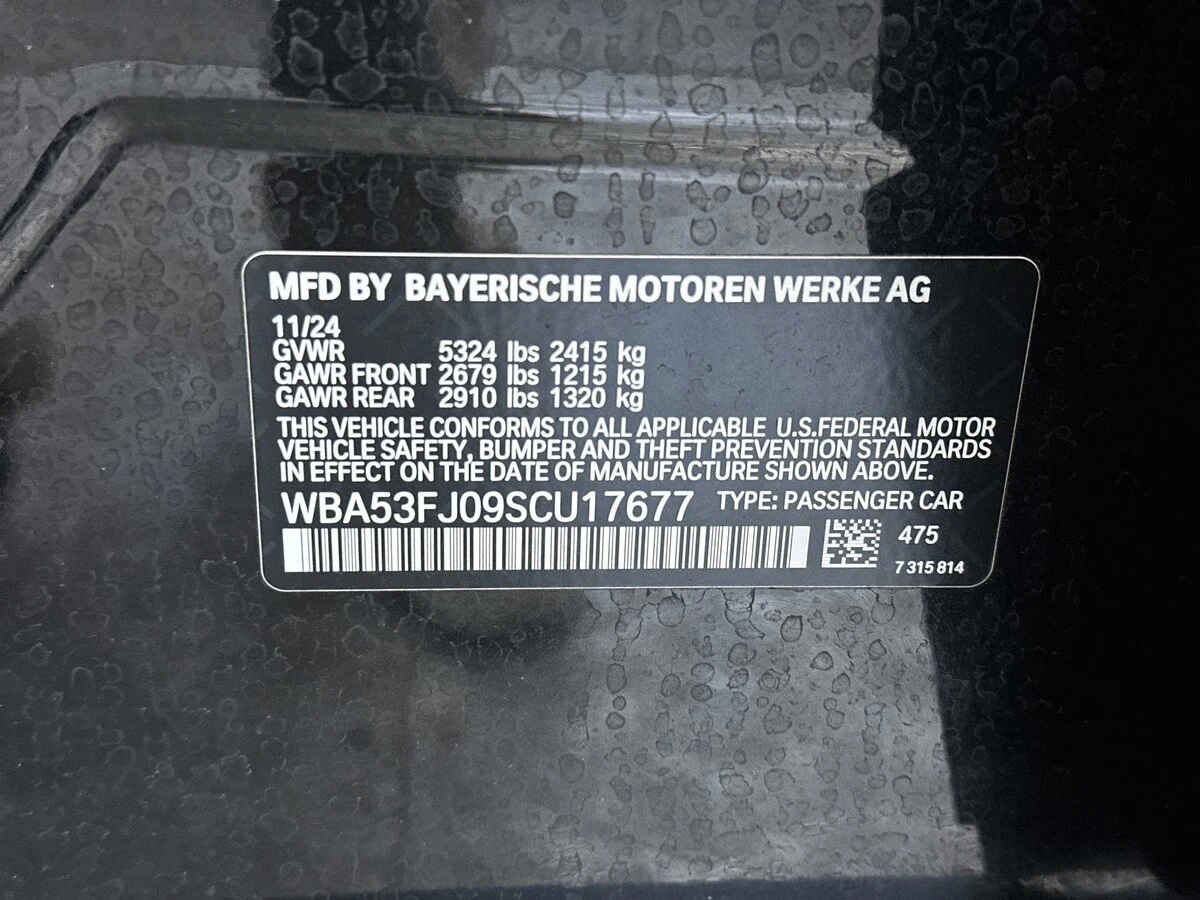 MFD BY BAYERISCHE MOTOREN WERKE AG
11/24
GVWR 5324 lbs 2415 kg
GAWR FRONT 2679 lbs 1215 kg
GAWR REAR 2910 lbs 1320 kg
THIS VEHICLE CONFORMS TO ALL APPLICABLE U.S.FEDERAL MOTOR
VEHICLE SAFETY, BUMPER AND THEFT PREVENTION STANDARDS
IN EFFECT ON THE DATE OF MANUFACTURE SHOWN ABOVE.
WBA53FJ09SCU17677 TYPE: PASSENGER CAR
475
7 315 814